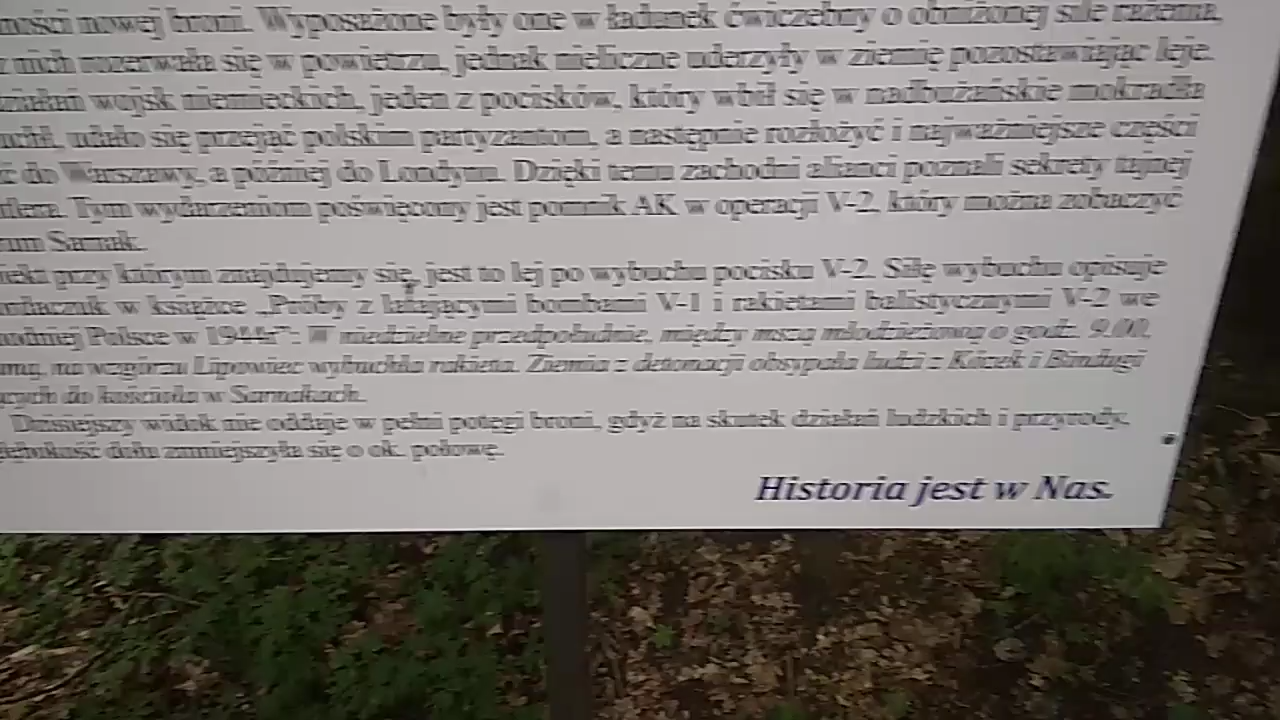 nowej broni. Wyposażone były one w ładunek ćwiczebny o obniżonej sile rażenia,
z nich rozerwała się w powietrzu, jednak nieliczne uderzyły w ziemię pozostawiając leje.
działań wojsk niemieckich, jeden z pocisków, który wbił się w nadbużańskie mokradła
udało się przejąć polskim partyzantom, a następnie rozłożyć i najważniejsze części
do Warszawy, a później do Londynu. Dzięki temu zachodni alianci poznali sekrety tajnej
Tym wydarzeniom poświęcony jest pomnik AK w operacji V-2, który można zobaczyć
Sarnak.
przy którym znajdujemy się, jest to lej po wybuchu pocisku V-2. Siłę wybuchu opisuje
w książce „Próby z latającymi bombami V-1 i rakietami balistycznymi V-2 we
Polsce w 1944r”: W niedzielne przedpołudnie, między mszą młodzieżową o godz. 9.00,
na wzgórzu Lipowiec wybuchła rakieta. Ziemia z detonacji obsypała ludzi z Kózek i Bindugi
do kościoła w Sarnakach.
Dzisiejszy widok nie oddaje w pełni potęgi broni, gdyż na skutek działań ludzkich i przyrody,
głębokość dołu zmniejszyła się o ok. połowę.
Historia jest w Nas.